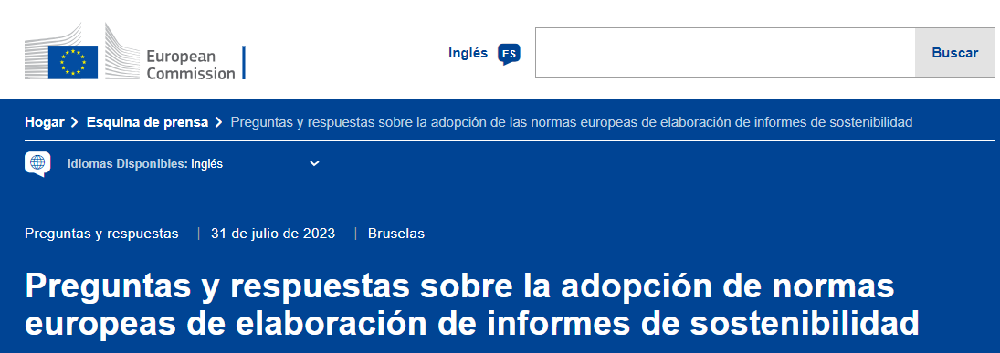 European
Commission
Inglés ES
Buscar
Hogar Esquina de prensa Preguntas y respuestas sobre la adopción de las normas europeas de elaboración de informes de sostenibilidad
Idiomas Disponibles: Inglés
Preguntas y respuestas | 31 de julio de 2023 | Bruselas
Preguntas y respuestas sobre la adopción de normas
europeas de elaboración de informes de sostenibilidad